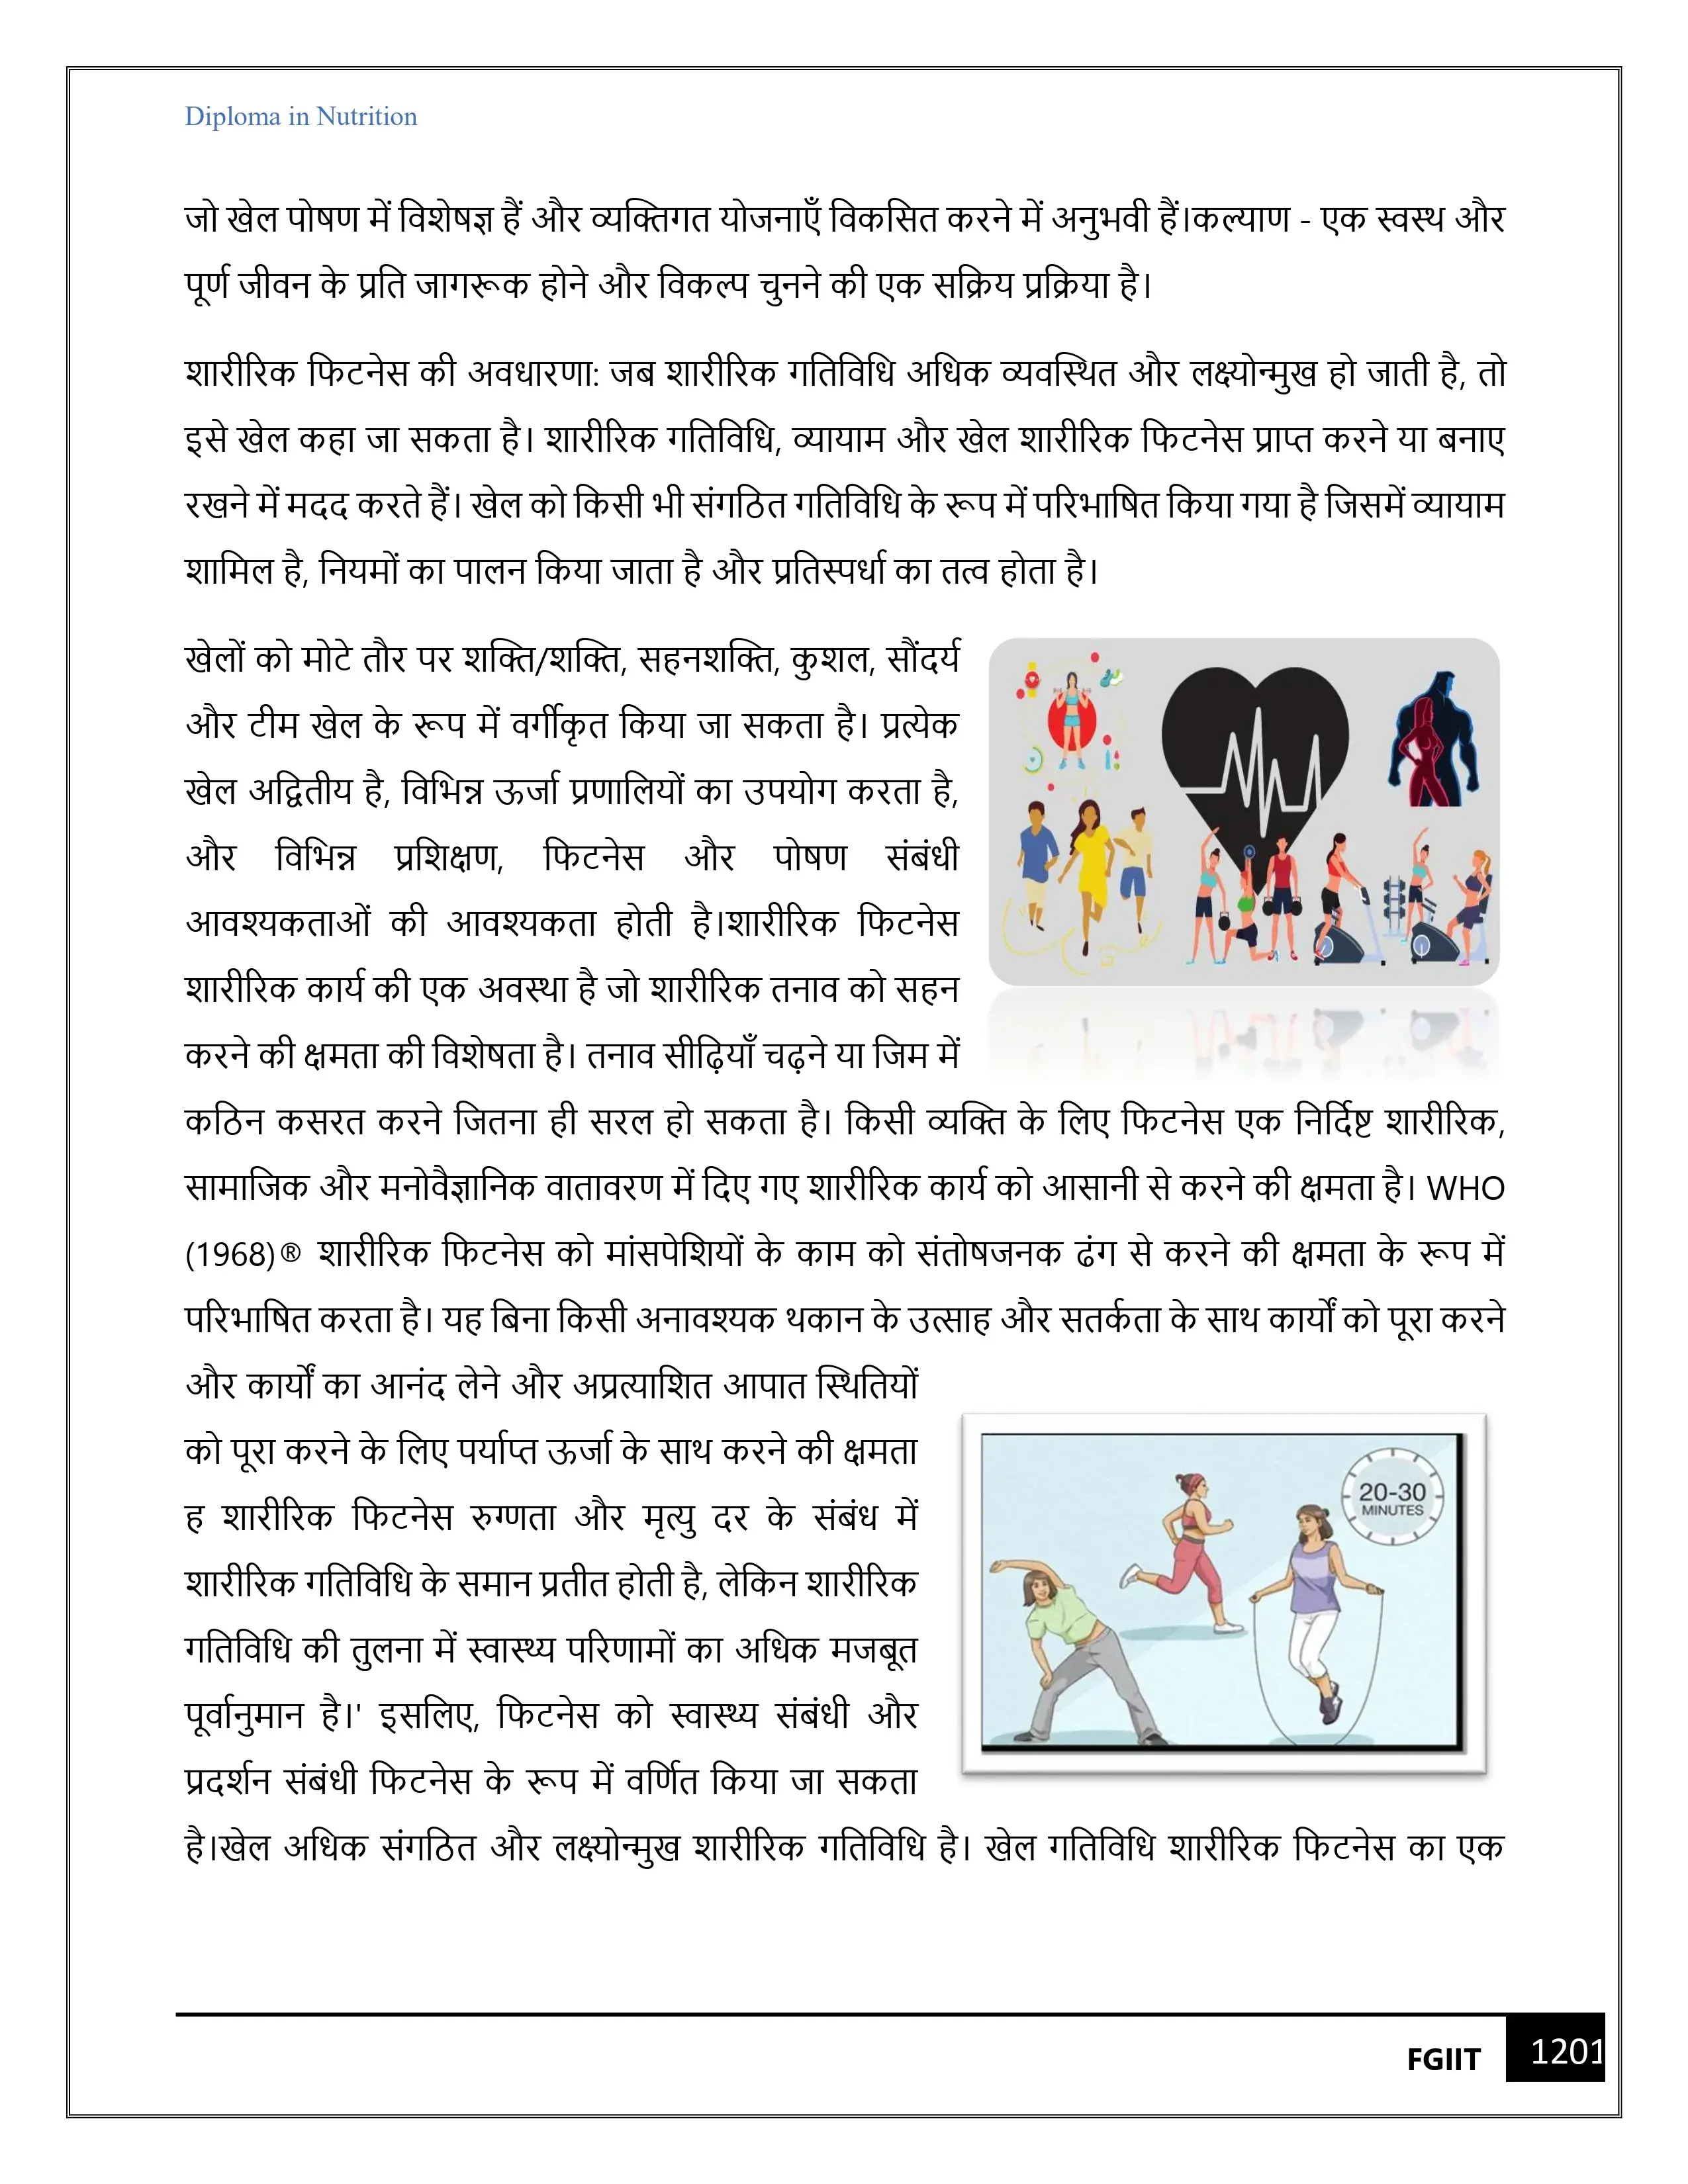 Diploma in Nutrition
जो खेल पोषण में विशेषज्ञ हैं और व्यक्तिगत योजनाएँ विकसित करने में अनुभवी हैं।कल्याण - एक स्वस्थ और
पूर्ण जीवन के प्रति जागरूक होने और विकल्प चुनने की एक सक्रिय प्रक्रिया है।
शारीरिक फिटनेस की अवधारणा: जब शारीरिक गतिविधि अधिक व्यवस्थित और लक्ष्योन्मुख हो जाती है, तो
इसे खेल कहा जा सकता है। शारीरिक गतिविधि, व्यायाम और खेल शारीरिक फिटनेस प्राप्त करने या बनाए
रखने में मदद करते हैं। खेल को किसी भी संगठित गतिविधि के रूप में परिभाषित किया गया है जिसमें व्यायाम
शामिल है, नियमों का पालन किया जाता है और प्रतिस्पर्धा का तत्व होता है।
खेलों को मोटे तौर पर शक्ति/शक्ति, सहनशक्ति, कुशल, सौंदर्य
और टीम खेल के रूप में वर्गीकृत किया जा सकता है। प्रत्येक
खेल अद्वितीय है, विभिन्न ऊर्जा प्रणालियों का उपयोग करता है,
और विभिन्न प्रशिक्षण, फिटनेस और पोषण संबंधी
आवश्यकताओं की आवश्यकता होती है।शारीरिक फिटनेस
शारीरिक कार्य की एक अवस्था है जो शारीरिक तनाव को सहन
करने की क्षमता की विशेषता है। तनाव सीढ़ियाँ चढ़ने या जिम में
कठिन कसरत करने जितना ही सरल हो सकता है। किसी व्यक्ति के लिए फिटनेस एक निर्दिष्ट शारीरिक,
सामाजिक और मनोवैज्ञानिक वातावरण में दिए गए शारीरिक कार्य को आसानी से करने की क्षमता है। WHO
(1968)® शारीरिक फिटनेस को मांसपेशियों के काम को संतोषजनक ढंग से करने की क्षमता के रूप में
परिभाषित करता है। यह बिना किसी अनावश्यक थकान के उत्साह और सतर्कता के साथ कार्यों को पूरा करने
और कार्यों का आनंद लेने और अप्रत्याशित आपात स्थितियों
को पूरा करने के लिए पर्याप्त ऊर्जा के साथ करने की क्षमता
ह शारीरिक फिटनेस रुग्णता और मृत्यु दर के संबंध में
शारीरिक गतिविधि के समान प्रतीत होती है, लेकिन शारीरिक
गतिविधि की तुलना में स्वास्थ्य परिणामों का अधिक मजबूत
पूर्वानुमान है।' इसलिए, फिटनेस को स्वास्थ्य संबंधी और
प्रदर्शन संबंधी फिटनेस के रूप में वर्णित किया जा सकता
है।खेल अधिक संगठित और लक्ष्योन्मुख शारीरिक गतिविधि है। खेल गतिविधि शारीरिक फिटनेस का एक
20-30
MINUTES
FGIIT
1201